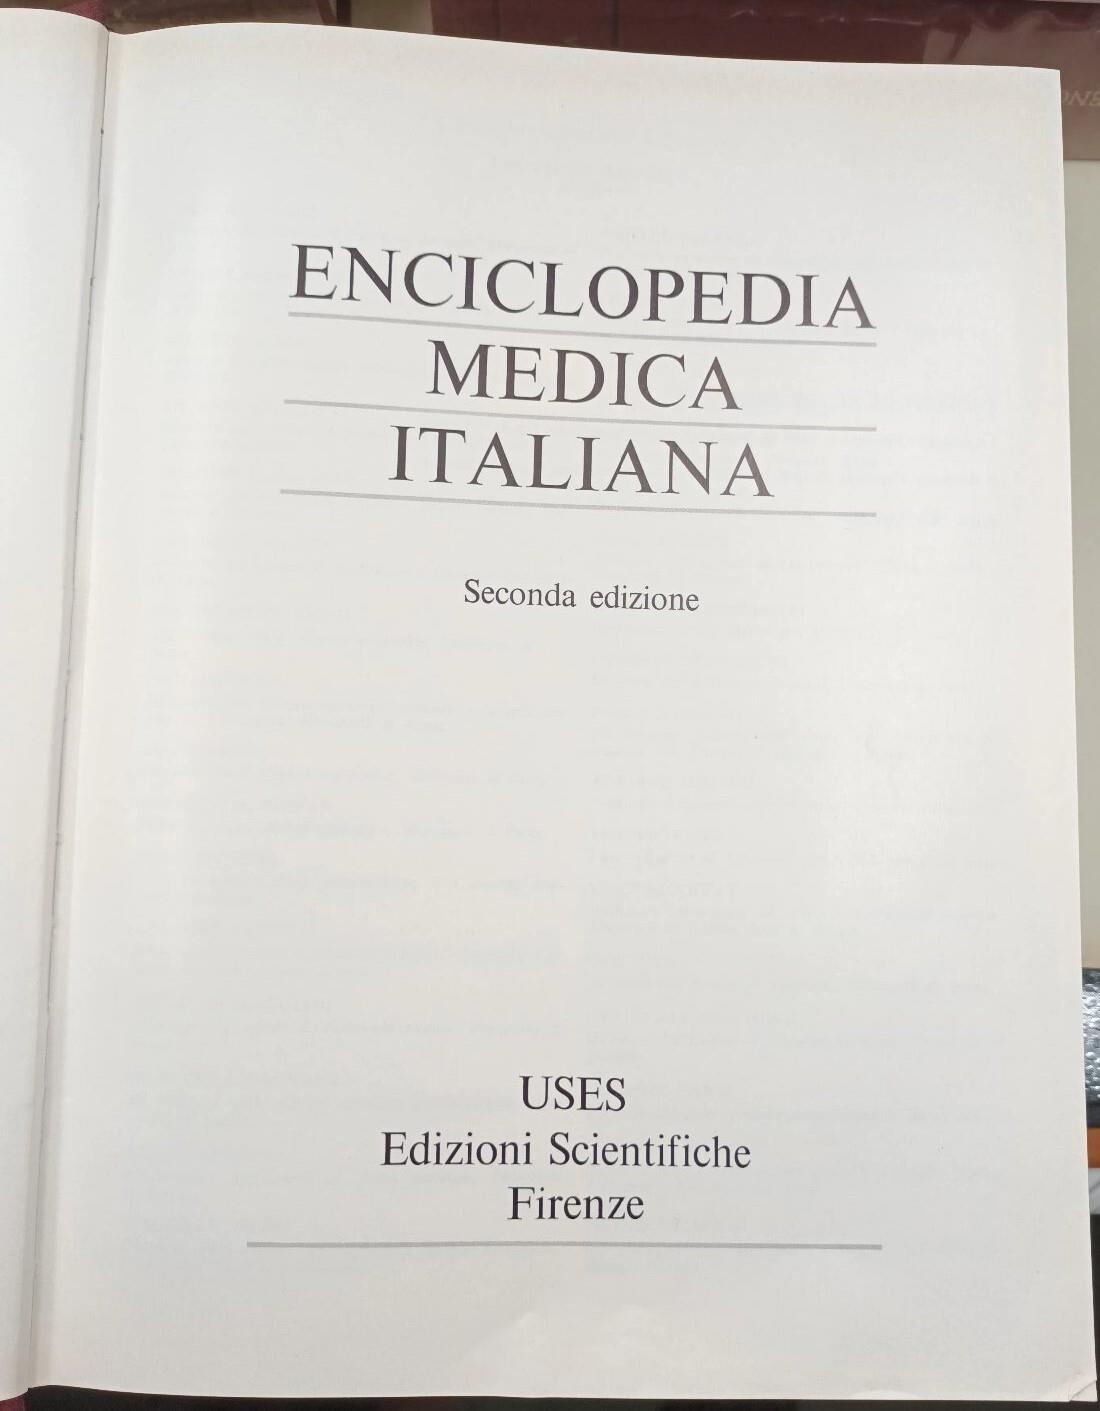 ENCICLOPEDIA
MEDICA
ITALIANA
Seconda edizione
USES
Edizioni Scientifiche
Firenze